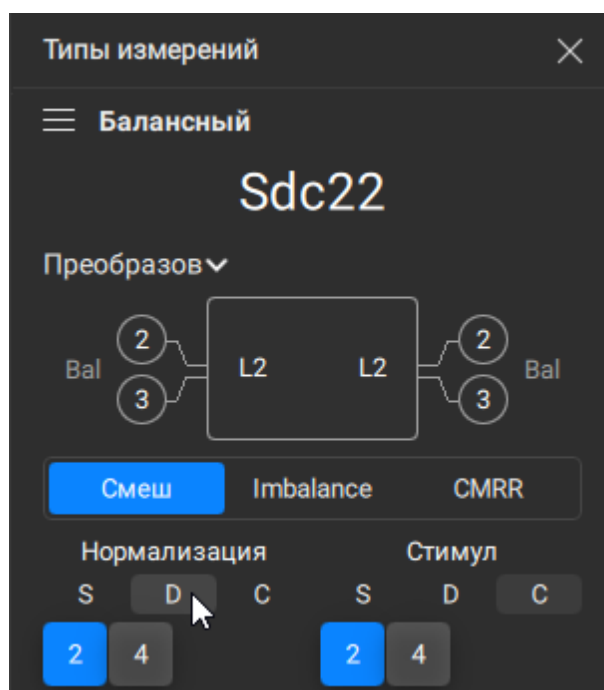 Типы измерений
Балансный
Sdc22
Преобразов
2 2
Bal L2 L2 Bal
3 3
Смеш Imbalance CMRR
Нормализация Стимул
S D C S D C
2 4 2 4